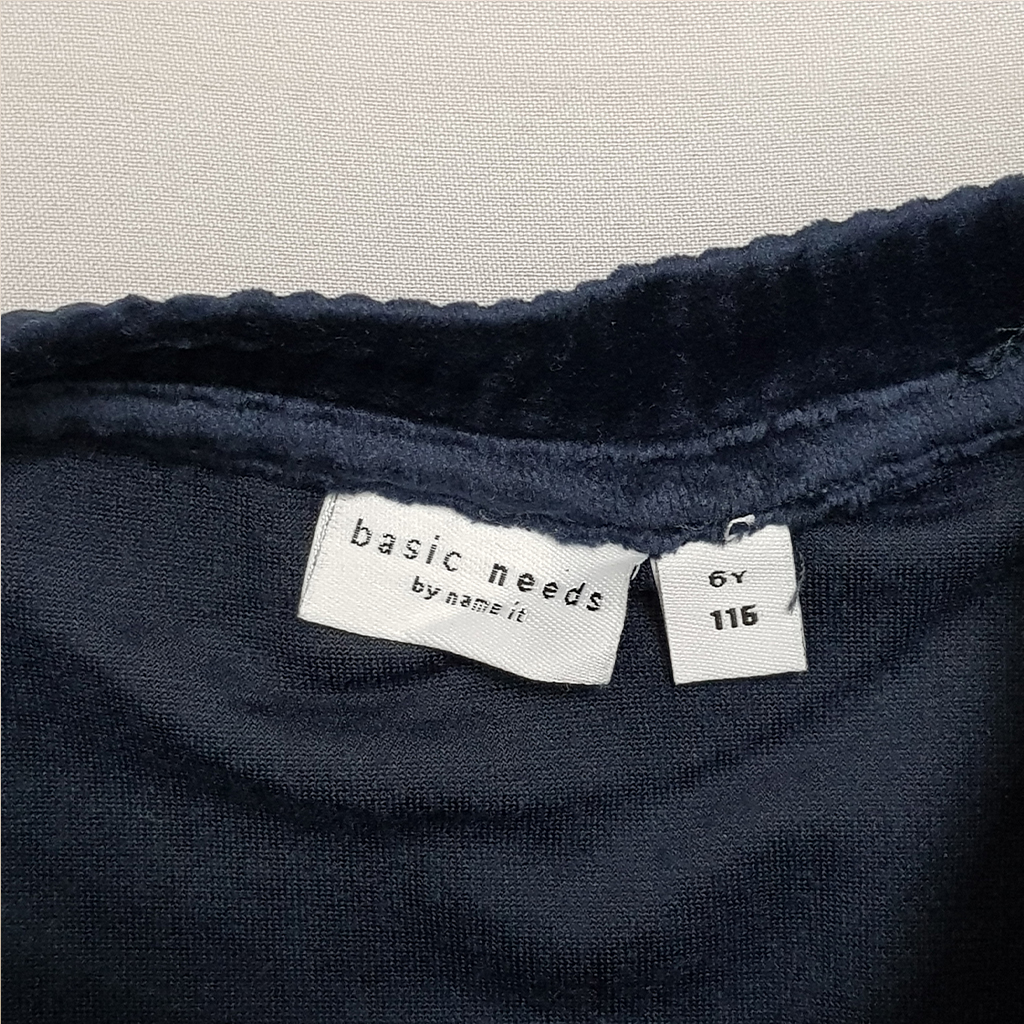 basic needs
by name it
6Y
116